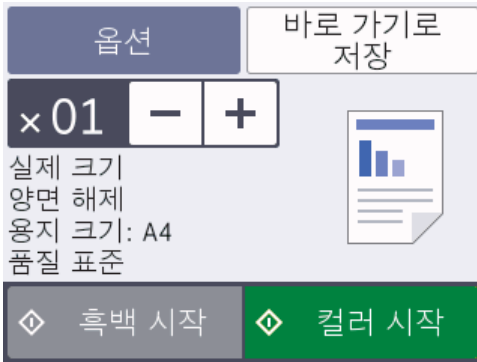 옵션
바로 가기로
저장
×01 − +
실제 크기
양면 해제
용지 크기: A4
품질 표준
흑백 시작
컬러 시작